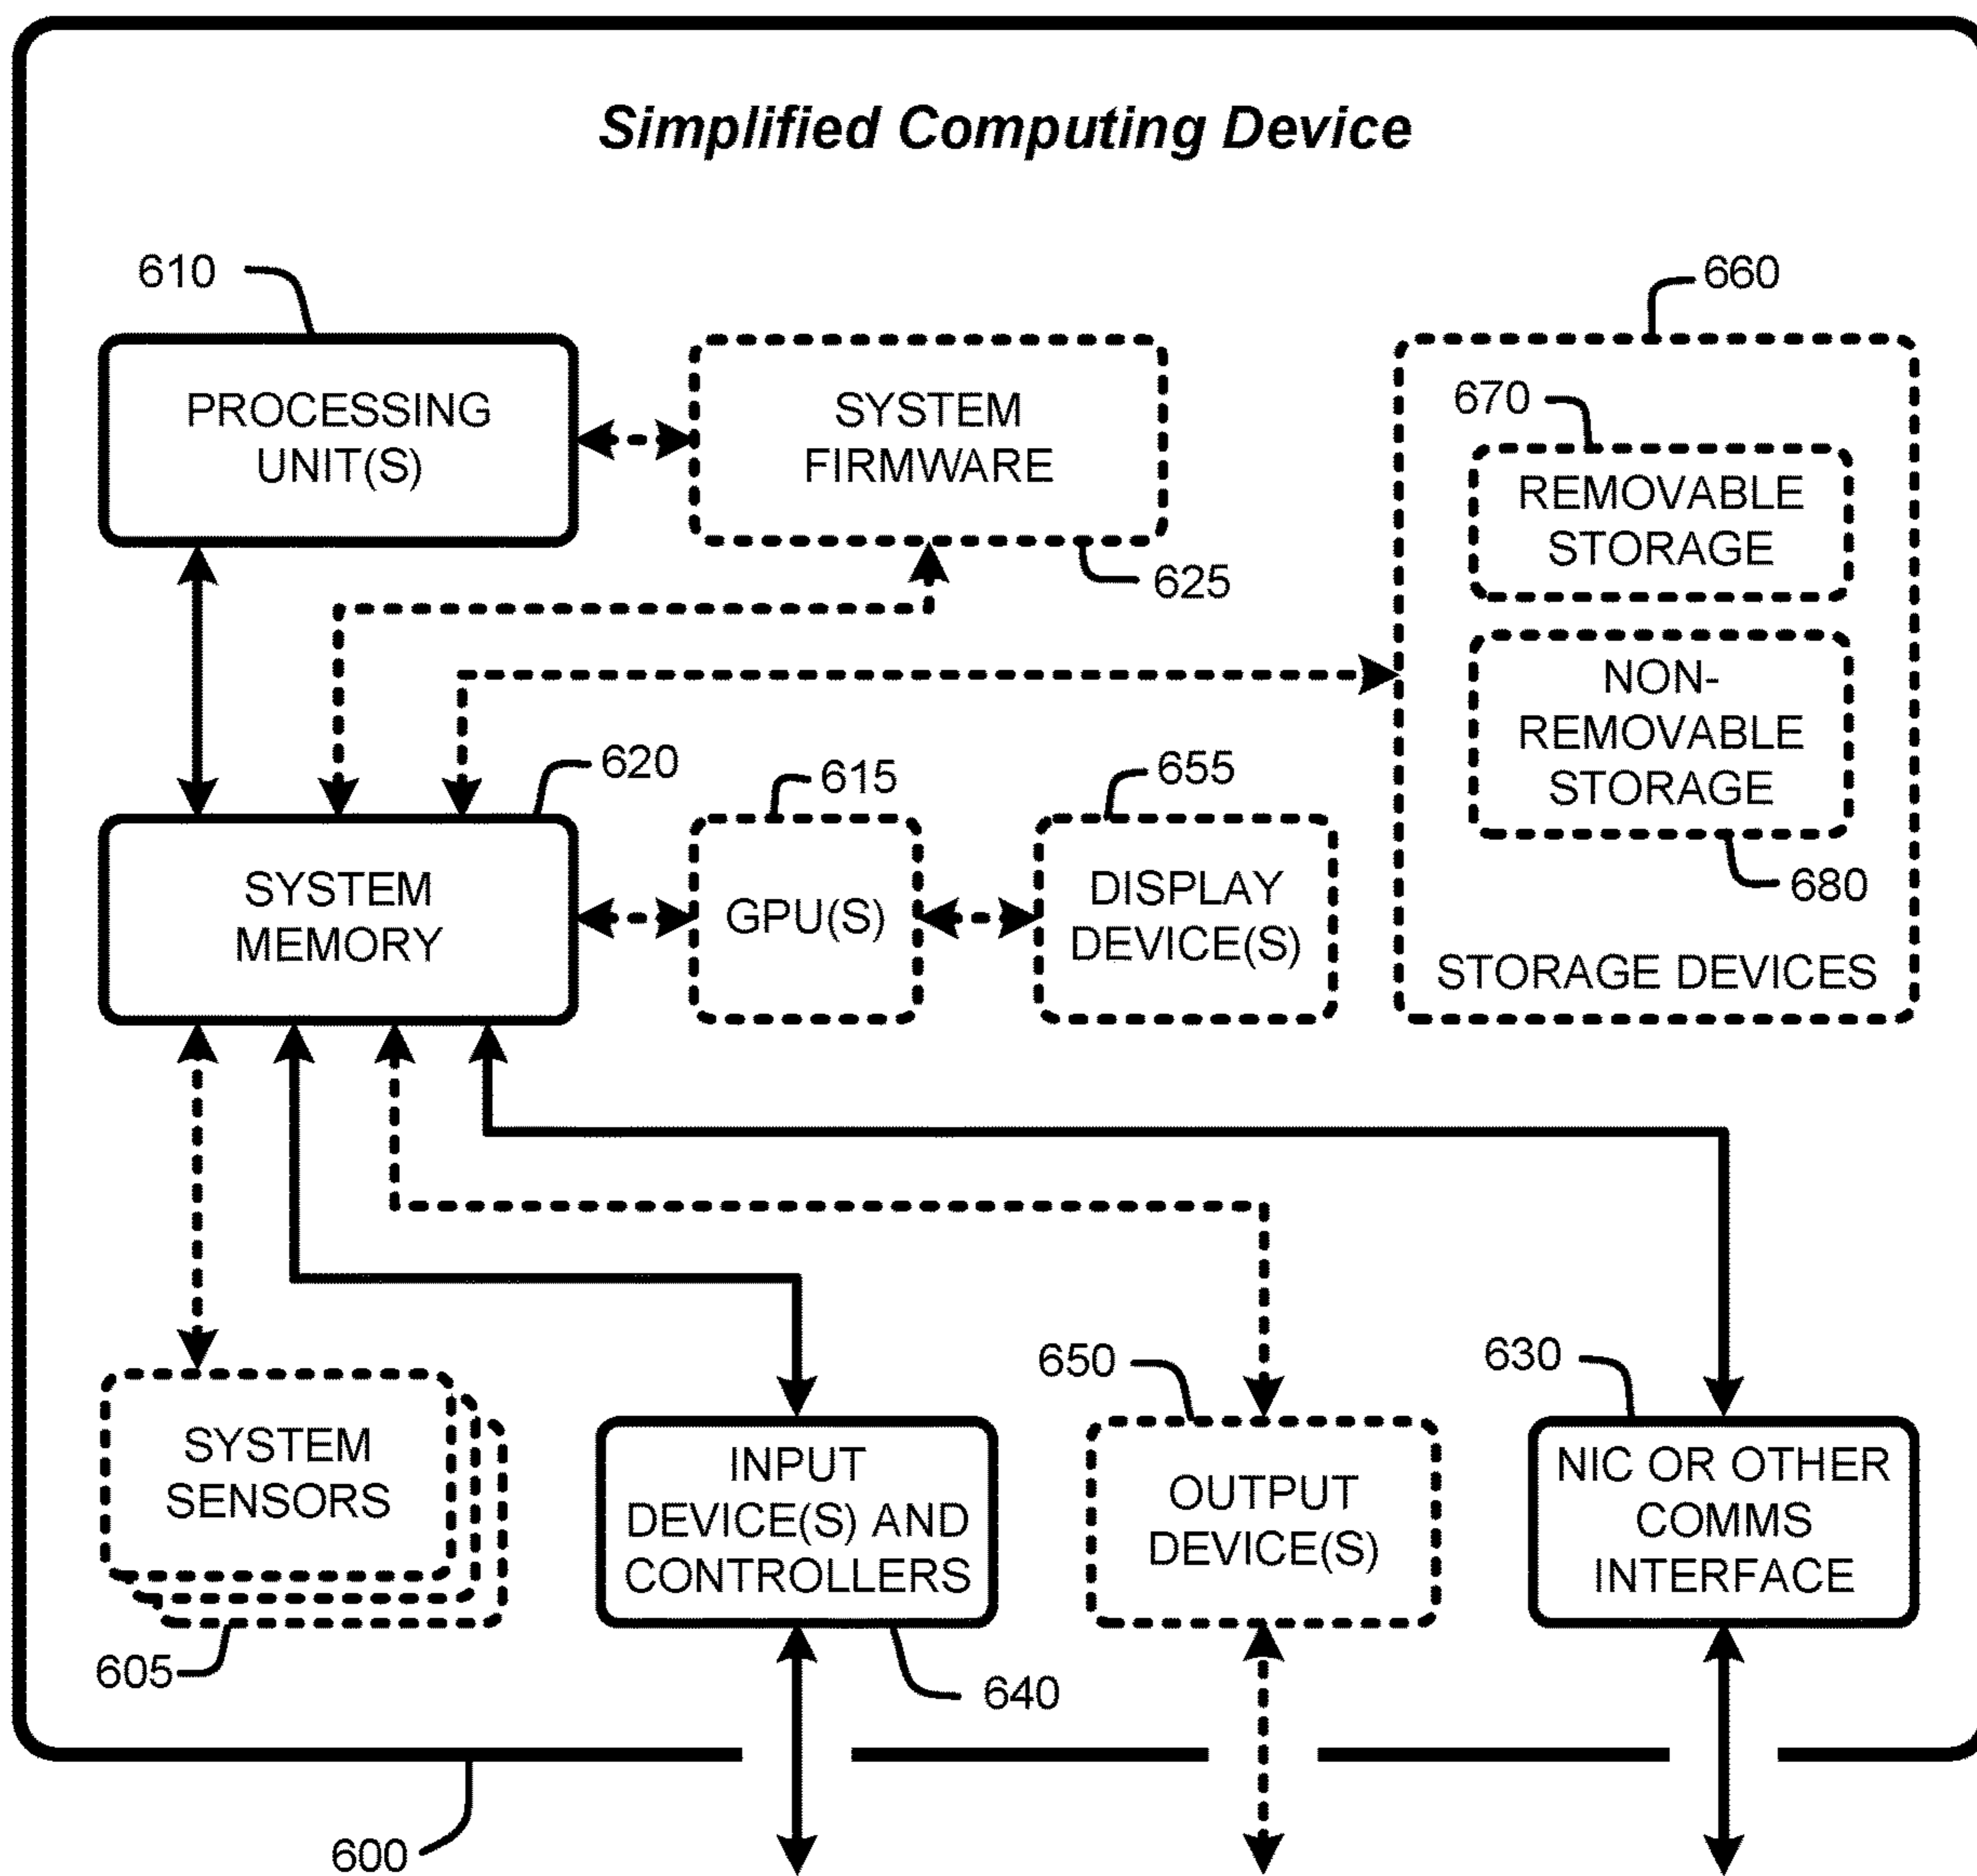 Simplified Computing Device
610
660
PROCESSING
UNIT(S)
SYSTEM
FIRMWARE
625
670
REMOVABLE
STORAGE
NON-
REMOVABLE
STORAGE
680
STORAGE DEVICES
620
615
655
SYSTEM
MEMORY
GPU(S)
DISPLAY
DEVICE(S)
650
630
SYSTEM
SENSORS
605
INPUT
DEVICE(S) AND
CONTROLLERS
640
OUTPUT
DEVICE(S)
NIC OR OTHER
COMMS
INTERFACE
600